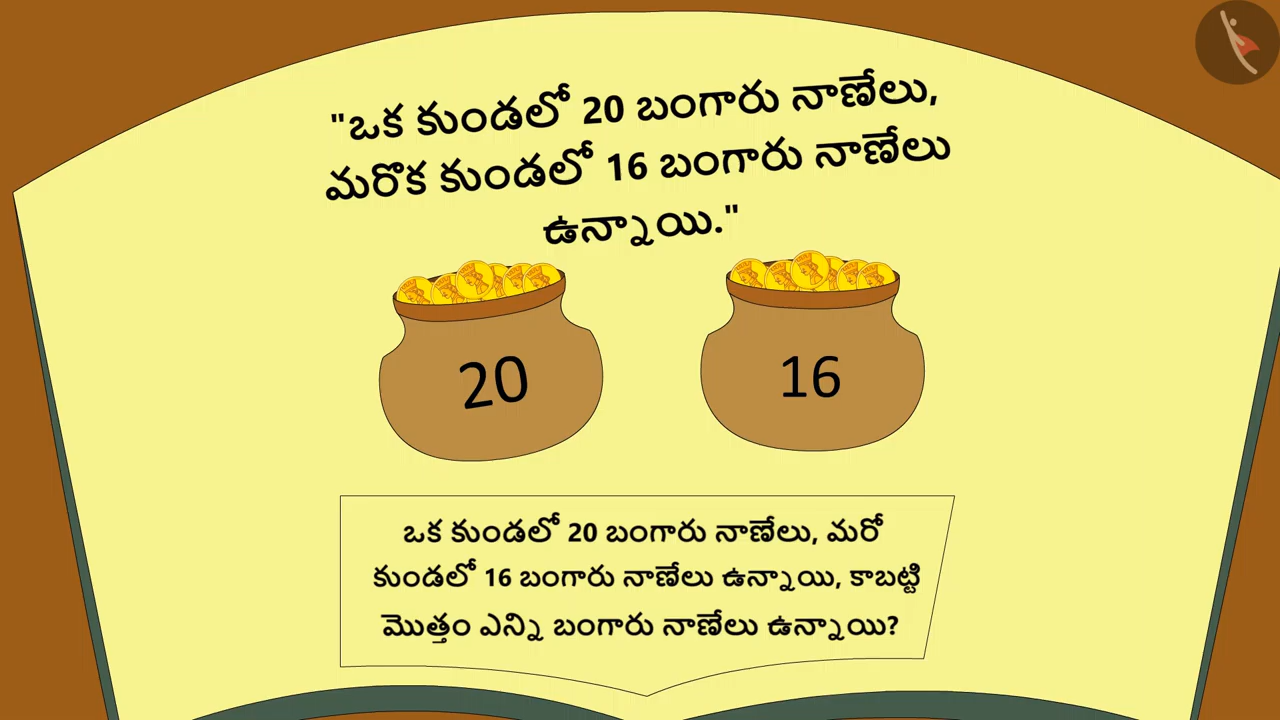 "ఒక కుండలో 20 బంగారు నాణేలు,
మరొక కుండలో 16 బంగారు నాణేలు
ఉన్నాయి."
20
16
ఒక కుండలో 20 బంగారు నాణేలు, మరో
కుండలో 16 బంగారు నాణేలు ఉన్నాయి, కాబట్టి
మొత్తం ఎన్ని బంగారు నాణేలు ఉన్నాయి?